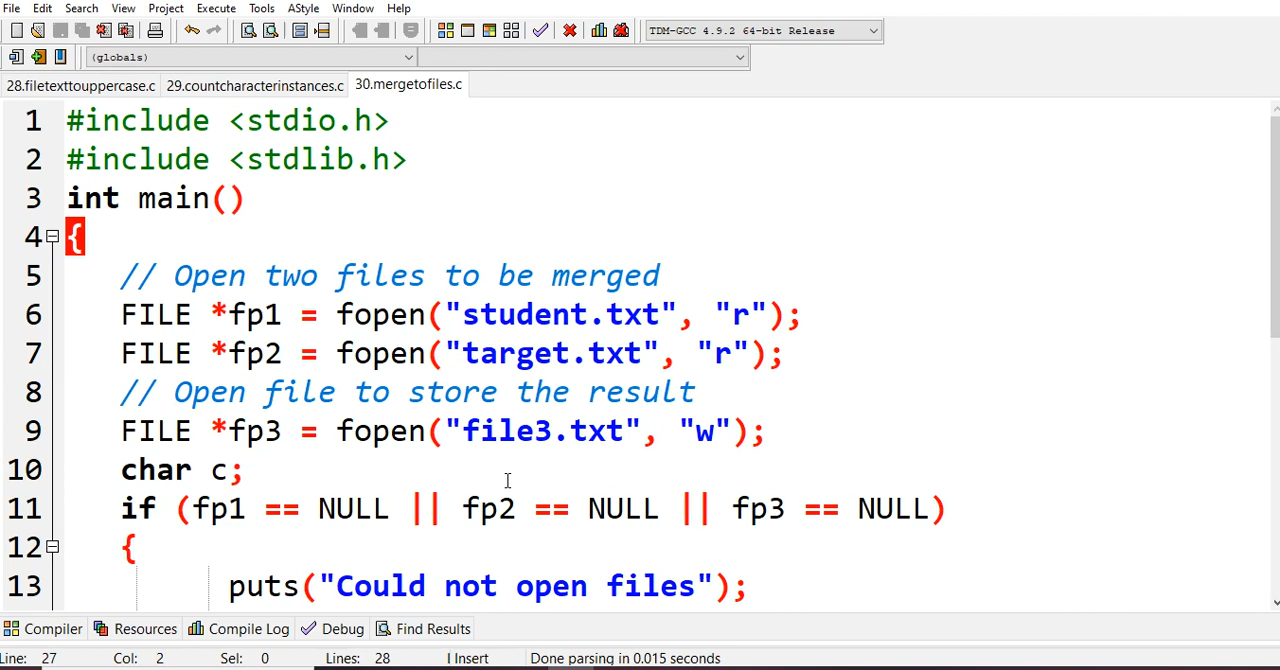 File Edit Search View Project Execute Tools AStyle Window Help
TDM-GCC 4.9.2 64-bit Release
(globals)
28.filetexttouppercase.c 29.countcharacterinstances.c 30.mergetofiles.c
1 #include <stdio.h>
2 #include <stdlib.h>
3 int main()
4 {
5 // Open two files to be merged
6 FILE *fp1 = fopen("student.txt", "r");
7 FILE *fp2 = fopen("target.txt", "r");
8 // Open file to store the result
9 FILE *fp3 = fopen("file3.txt", "w");
10 char c;
11 if (fp1 == NULL || fp2 == NULL || fp3 == NULL)
12 {
13 puts("Could not open files");
Compiler Resources Compile Log Debug Find Results
Line: 27 Col: 2 Sel: 0 Lines: 28 Insert Done parsing in 0.015 seconds